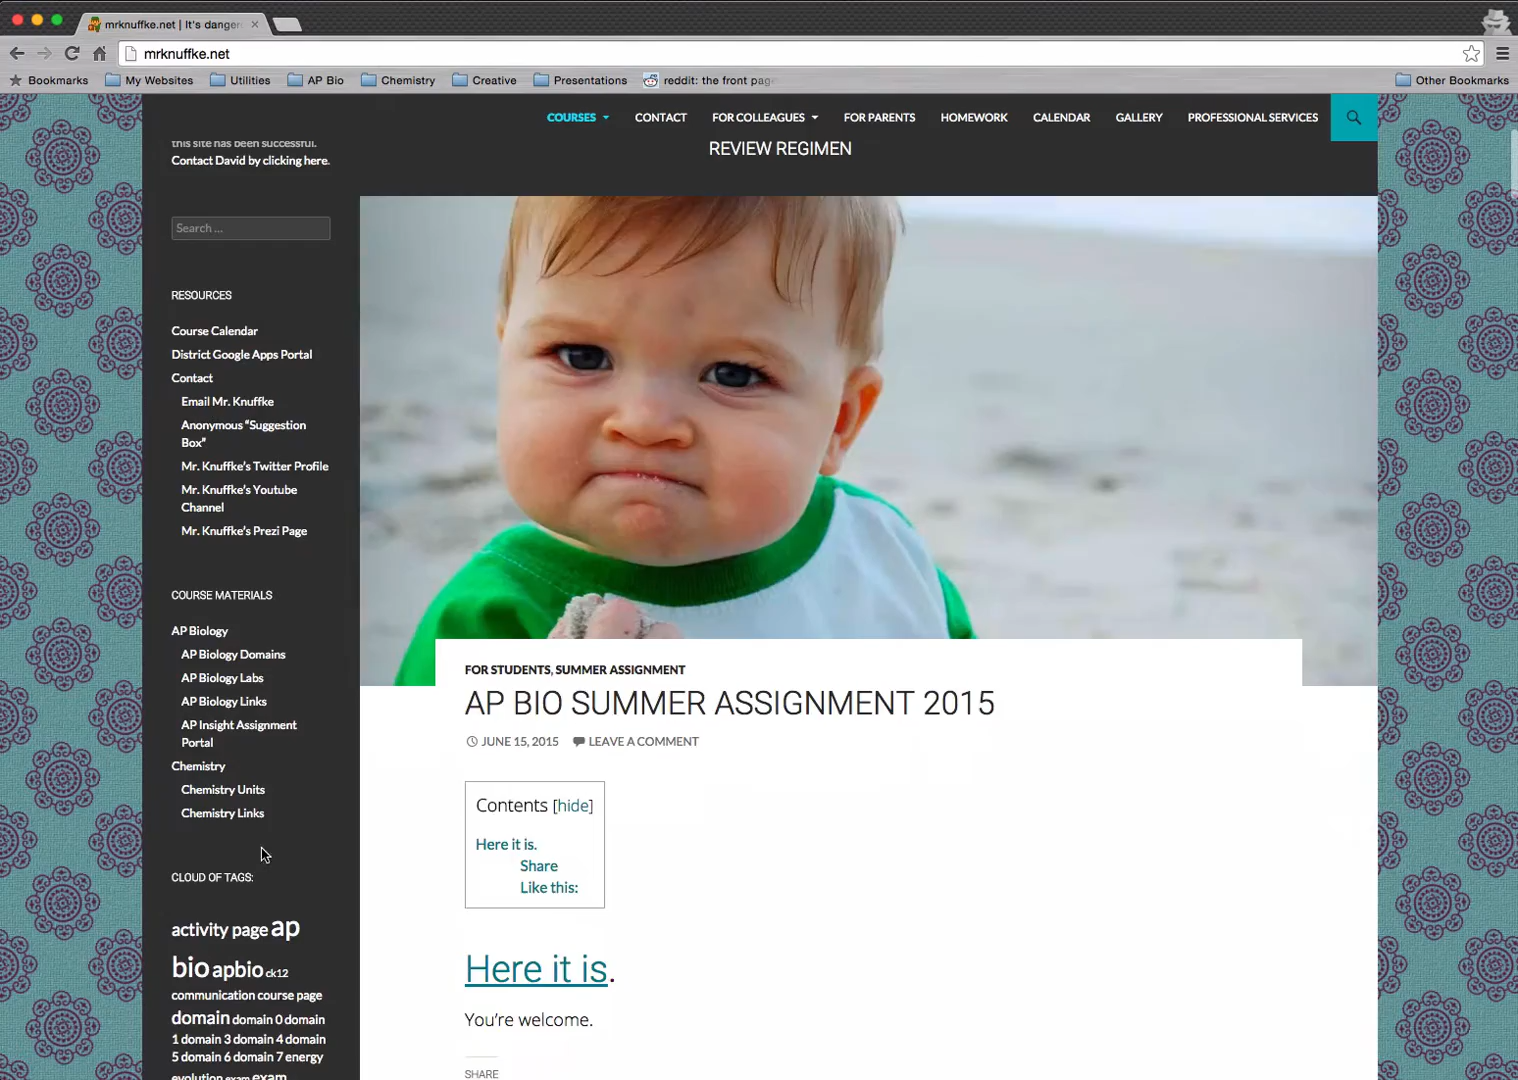 mrknuffke.net | It's danger
mrknuffke.net
Bookmarks My Websites Utilities AP Bio Chemistry Creative Presentations reddit: the front page Other Bookmarks
COURSES CONTACT FOR COLLEAGUES FOR PARENTS HOMEWORK CALENDAR GALLERY PROFESSIONAL SERVICES
this site has been successful.
Contact David by clicking here.
REVIEW REGIMEN
Search ...
RESOURCES
Course Calendar
District Google Apps Portal
Contact
Email Mr. Knuffke
Anonymous “Suggestion
Box”
Mr. Knuffke’s Twitter Profile
Mr. Knuffke’s Youtube
Channel
Mr. Knuffke’s Prezi Page
COURSE MATERIALS
AP Biology
AP Biology Domains
AP Biology Labs
AP Biology Links
AP Insight Assignment
Portal
Chemistry
Chemistry Units
Chemistry Links
CLOUD OF TAGS:
activity page ap
bio apbio ck12
communication course page
domain domain 0 domain
1 domain 3 domain 4 domain
5 domain 6 domain 7 energy
evolution exam exam
FOR STUDENTS, SUMMER ASSIGNMENT
AP BIO SUMMER ASSIGNMENT 2015
JUNE 15, 2015 LEAVE A COMMENT
Contents [hide]
Here it is.
Share
Like this:
Here it is.
You’re welcome.
SHARE